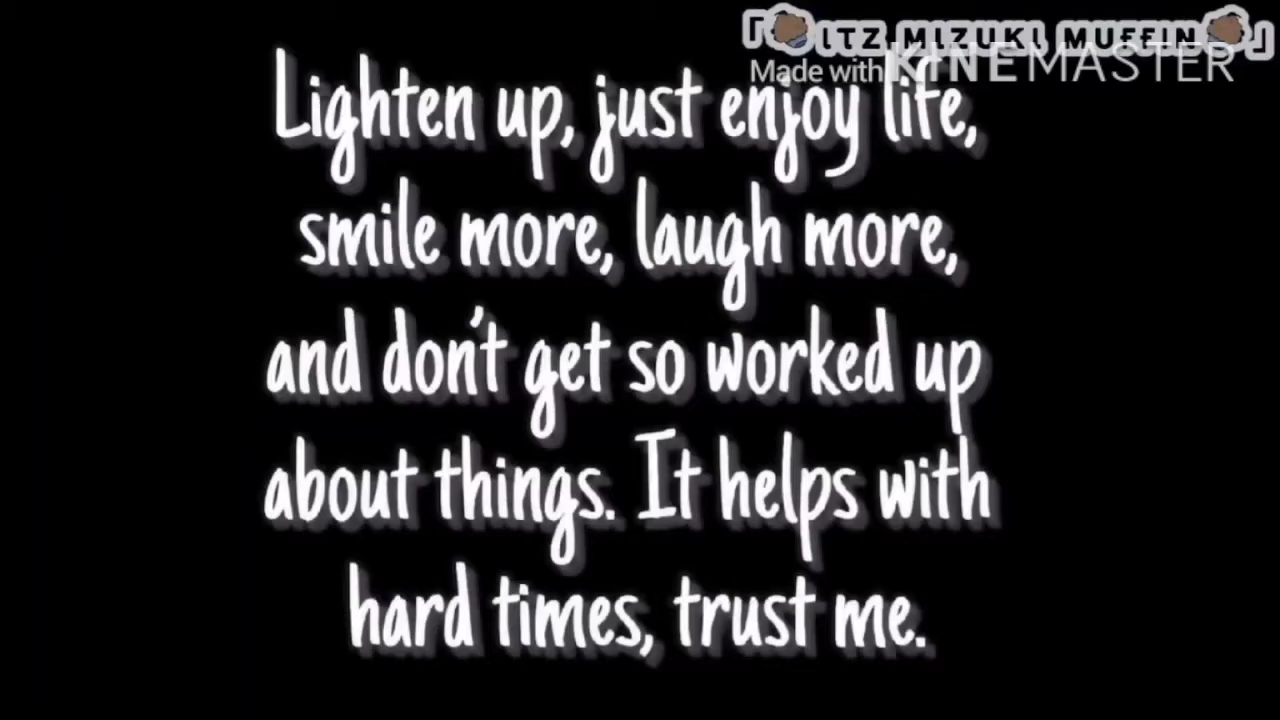 「ITZ MIZUKI MUFFIN」
Made with KINEMASTER
Lighten up, just enjoy life,
smile more, laugh more,
and don't get so worked up
about things. It helps with
hard times, trust me.